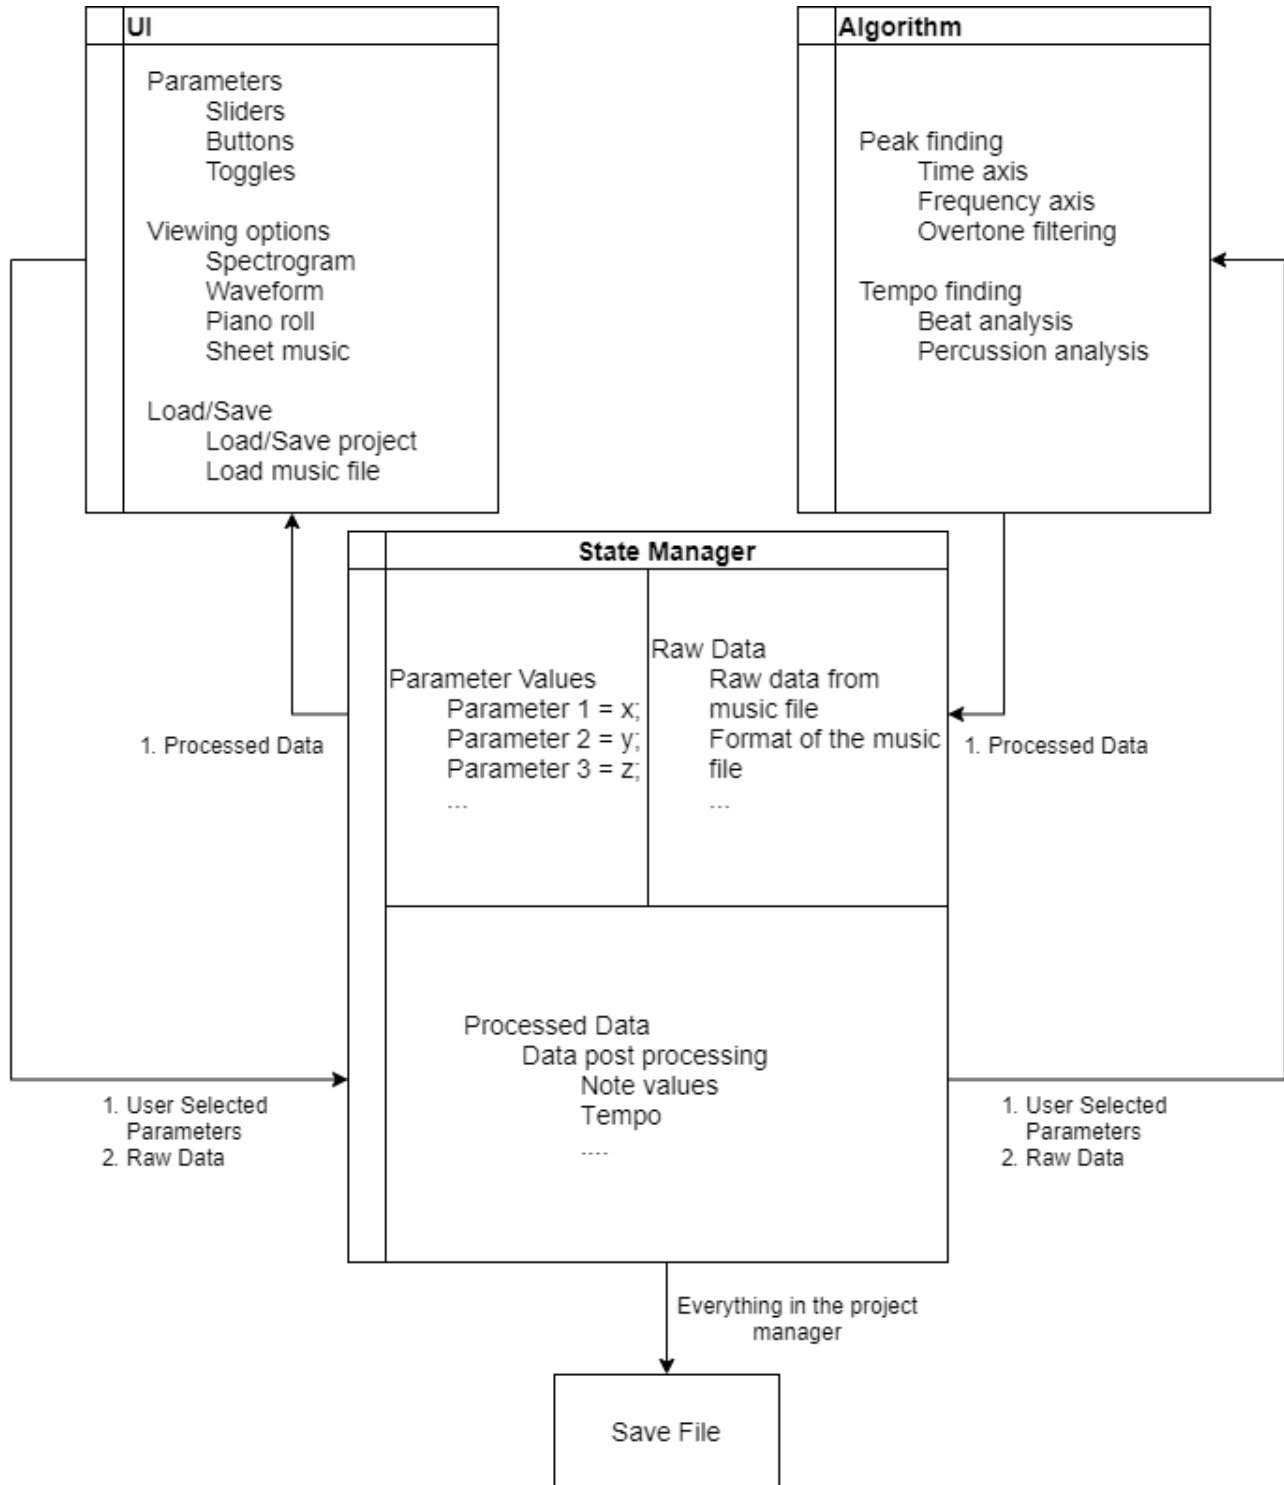 UI
Parameters
Sliders
Buttons
Toggles
Viewing options
Spectrogram
Waveform
Piano roll
Sheet music
Load/Save
Load/Save project
Load music file
Algorithm
Peak finding
Time axis
Frequency axis
Overtone filtering
Tempo finding
Beat analysis
Percussion analysis
State Manager
Parameter Values
Parameter 1 = x;
Parameter 2 = y;
Parameter 3 = z;
...
Raw Data
Raw data from
music file
Format of the music
file
...
1. Processed Data
1. Processed Data
Processed Data
Data post processing
Note values
Tempo
....
1. User Selected
Parameters
2. Raw Data
1. User Selected
Parameters
2. Raw Data
Everything in the project
manager
Save File